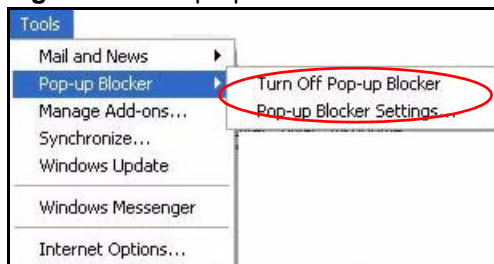 Tools
Mail and News
Pop-up Blocker
Turn Off Pop-up Blocker
Manage Add-ons...
Pop-up Blocker Settings...
Synchronize...
Windows Update
Windows Messenger
Internet Options...